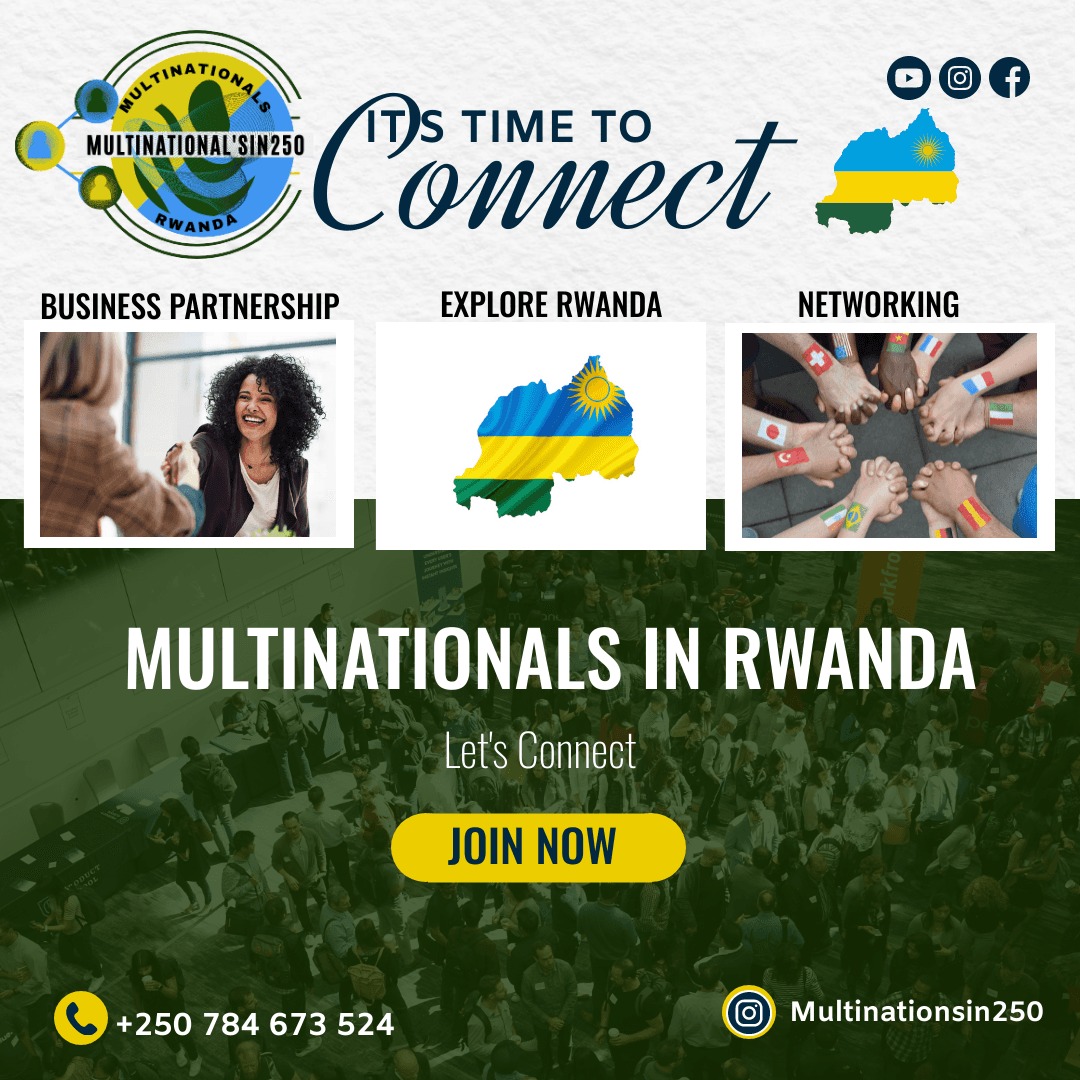 MULTINATIONALS
MULTINATIONAL'SIN250
RWANDA
IT'S TIME TO
Connect
BUSINESS PARTNERSHIP
EXPLORE RWANDA
NETWORKING
MULTINATIONALS IN RWANDA
Let's Connect
JOIN NOW
+250 784 673 524
Multinationsin250